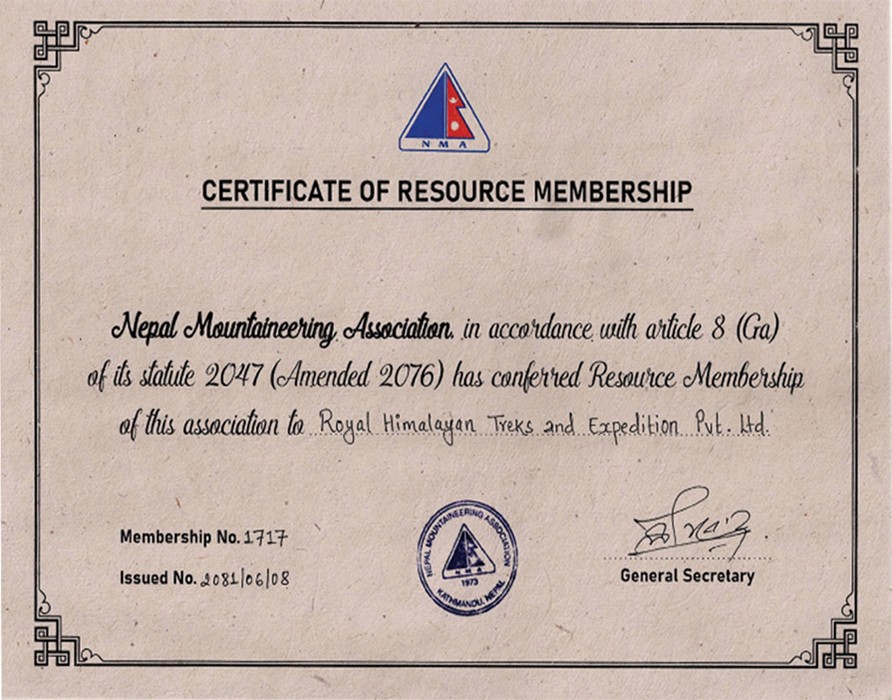 NMA
CERTIFICATE OF RESOURCE MEMBERSHIP
Nepal Mountaineering Association, in accordance with article 8 (Ga)
of its statute 2047 (Amended 2076) has conferred Resource Membership
of this association to Royal Himalayan Treks and Expedition Pvt. Ltd.
Membership No. 1717
Issued No. 2081/06/08
NEPAL MOUNTAINEERING ASSOCIATION
NMA
1973
KATHMANDU, NEPAL
General Secretary